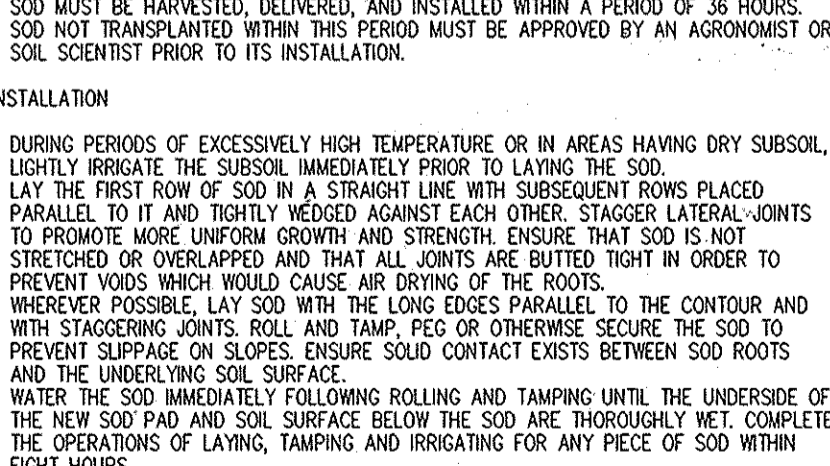 SOD MUST BE HARVESTED, DELIVERED, AND INSTALLED WITHIN A PERIOD OF 36 HOURS.
SOD NOT TRANSPLANTED WITHIN THIS PERIOD MUST BE APPROVED BY AN AGRONOMIST OR
SOIL SCIENTIST PRIOR TO ITS INSTALLATION.
NSTALLATION
DURING PERIODS OF EXCESSIVELY HIGH TEMPERATURE OR IN AREAS HAVING DRY SUBSOIL,
LIGHTLY IRRIGATE THE SUBSOIL IMMEDIATELY PRIOR TO LAYING THE SOD.
LAY THE FIRST ROW OF SOD IN A STRAIGHT LINE WITH SUBSEQUENT ROWS PLACED
PARALLEL TO IT AND TIGHTLY WEDGED AGAINST EACH OTHER. STAGGER LATERAL JOINTS
TO PROMOTE MORE UNIFORM GROWTH AND STRENGTH. ENSURE THAT SOD IS NOT
STRETCHED OR OVERLAPPED AND THAT ALL JOINTS ARE BUTTED TIGHT IN ORDER TO
PREVENT VOIDS WHICH WOULD CAUSE AIR DRYING OF THE ROOTS.
WHEREVER POSSIBLE, LAY SOD WITH THE LONG EDGES PARALLEL TO THE CONTOUR AND
WITH STAGGERING JOINTS. ROLL AND TAMP, PEG OR OTHERWISE SECURE THE SOD TO
PREVENT SLIPPAGE ON SLOPES. ENSURE SOLID CONTACT EXISTS BETWEEN SOD ROOTS
AND THE UNDERLYING SOIL SURFACE.
WATER THE SOD IMMEDIATELY FOLLOWING ROLLING AND TAMPING UNTIL THE UNDERSIDE OF
THE NEW SOD PAD AND SOIL SURFACE BELOW THE SOD ARE THOROUGHLY WET. COMPLETE
THE OPERATIONS OF LAYING, TAMPING AND IRRIGATING FOR ANY PIECE OF SOD WITHIN
EIGHT HOURS.